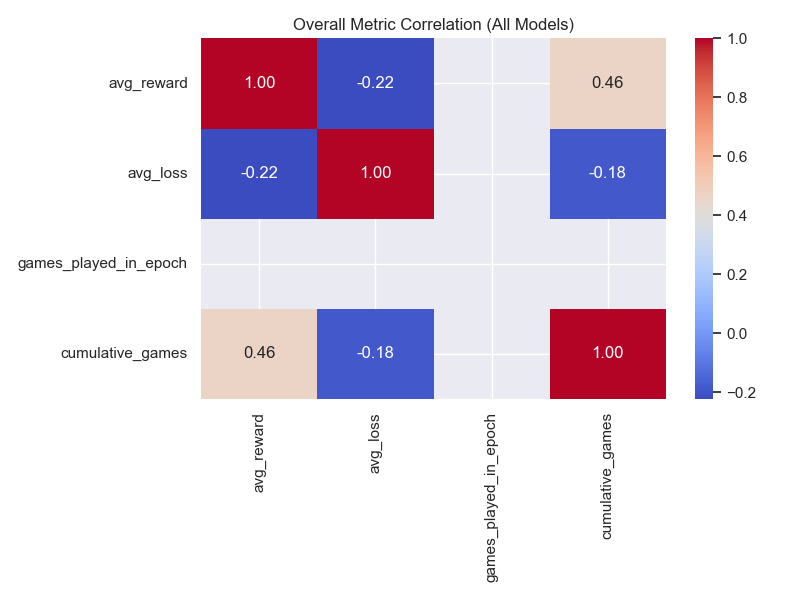 Overall Metric Correlation (All Models)
avg_reward 1.00 -0.22 0.46
avg_loss -0.22 1.00 -0.18
games_played_in_epoch
cumulative_games 0.46 -0.18 1.00
avg_reward
avg_loss
games_played_in_epoch
cumulative_games
1.0
0.8
0.6
0.4
0.2
0.0
−0.2